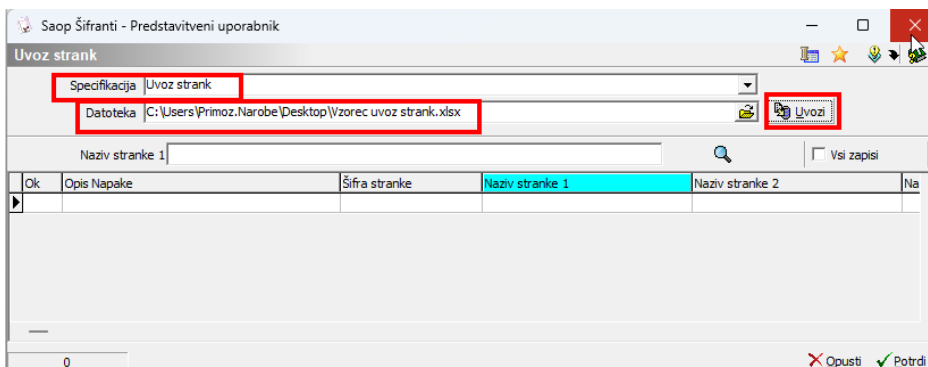 Saop Šifranti - Predstavitveni uporabnik
Uvoz strank
Specifikacija Uvoz strank
Datoteka C:\Users\Primoz.Narobe\Desktop\Vzorec uvoz strank.xlsx Uvozi
Naziv stranke 1 Vsi zapisi
Ok Opis Napake Šifra stranke Naziv stranke 1 Naziv stranke 2 Na
0 Opusti Potrdi